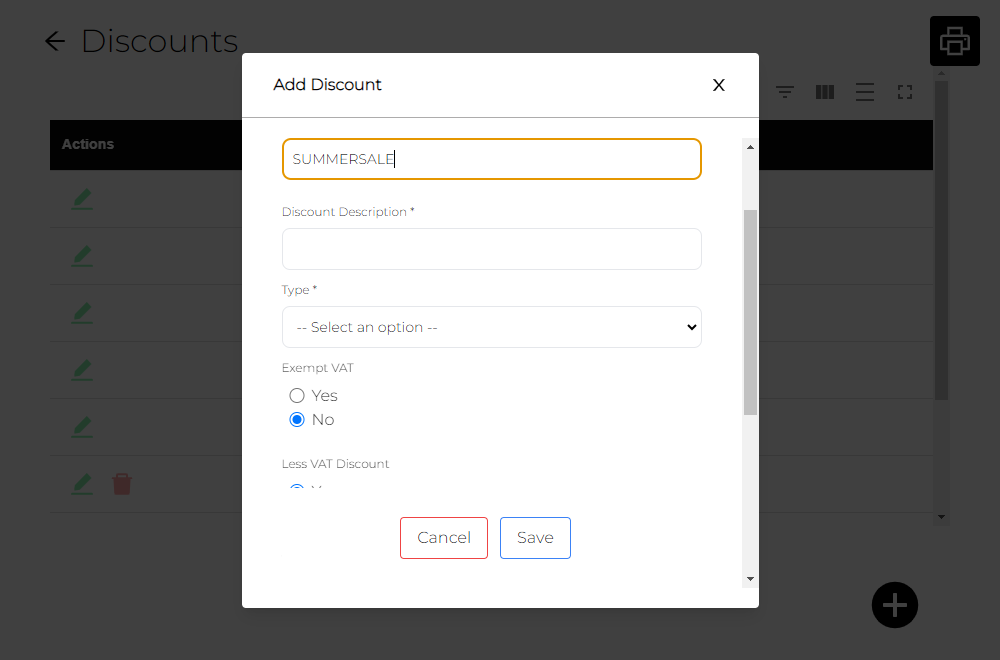 Discounts
Add Discount
X
Actions
SUMMERSALE
Discount Description *
Type *
-- Select an option --
Exempt VAT
Yes
No
Less VAT Discount
Cancel
Save